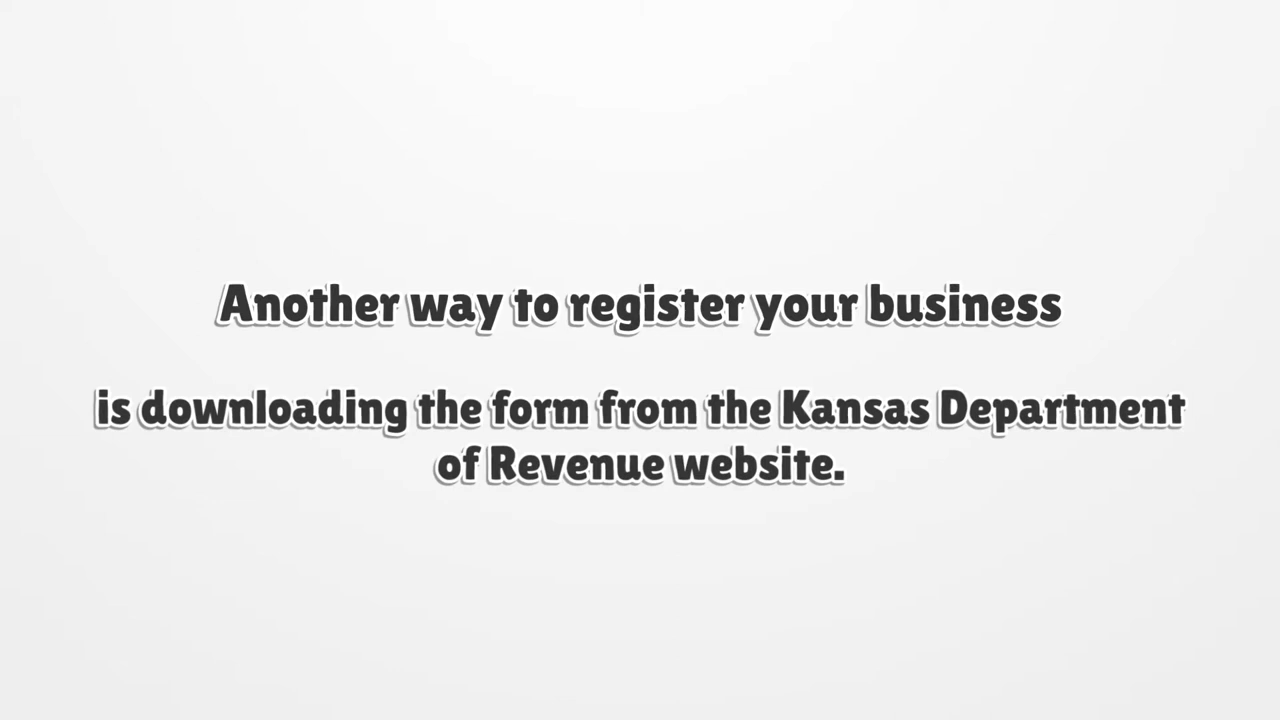 Another way to register your business
is downloading the form from the Kansas Department
of Revenue website.